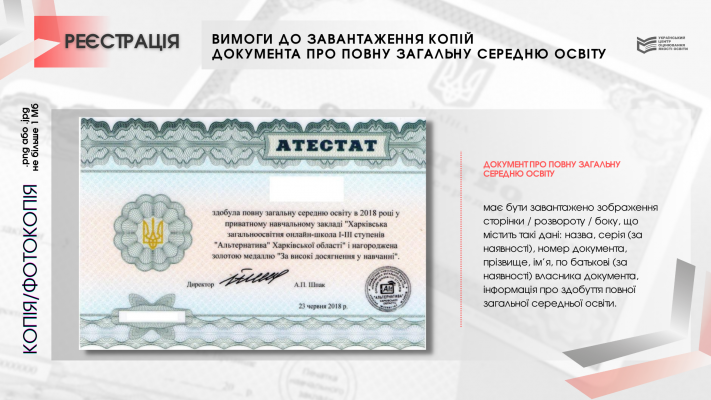 РЕЄСТРАЦІЯ
ВИМОГИ ДО ЗАВАНТАЖЕННЯ КОПІЙ
ДОКУМЕНТА ПРО ПОВНУ ЗАГАЛЬНУ СЕРЕДНЮ ОСВІТУ
УКРАЇНСЬКИЙ
ЦЕНТР
ОЦІНЮВАННЯ
ЯКОСТІ ОСВІТИ
КОПІЯ/ФОТОКОПІЯ
.png або .jpg
не більше 1 Мб
АТЕСТАТ
здобула повну загальну середню освіту в 2018 році у
приватному навчальному закладі "Харківська
загальноосвітня онлайн-школа І-ІІІ ступенів
"Альтернатива" Харківської області" і нагороджена
золотою медаллю "За високі досягнення у навчанні".
Директор
А.П. Шпак
"АЛЬТЕРНАТИВА"
23 червня 2018 р.
ДОКУМЕНТ ПРО ПОВНУ ЗАГАЛЬНУ
СЕРЕДНЮ ОСВІТУ
має бути завантажено зображення
сторінки / розвороту / боку, що
містить такі дані: назва, серія (за
наявності), номер документа,
прізвище, ім'я, по батькові (за
наявності) власника документа,
інформація про здобуття повної
загальної середньої освіти.